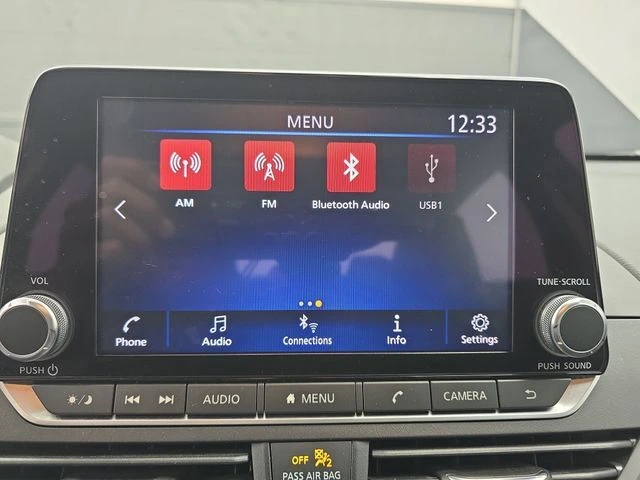 MENU
12:33
AM
FM
Bluetooth Audio
USB1
VOL
TUNE·SCROLL
Phone
Audio
Connections
Info
Settings
PUSH
PUSH SOUND
AUDIO
MENU
CAMERA
OFF 2
PASS AIR BAG